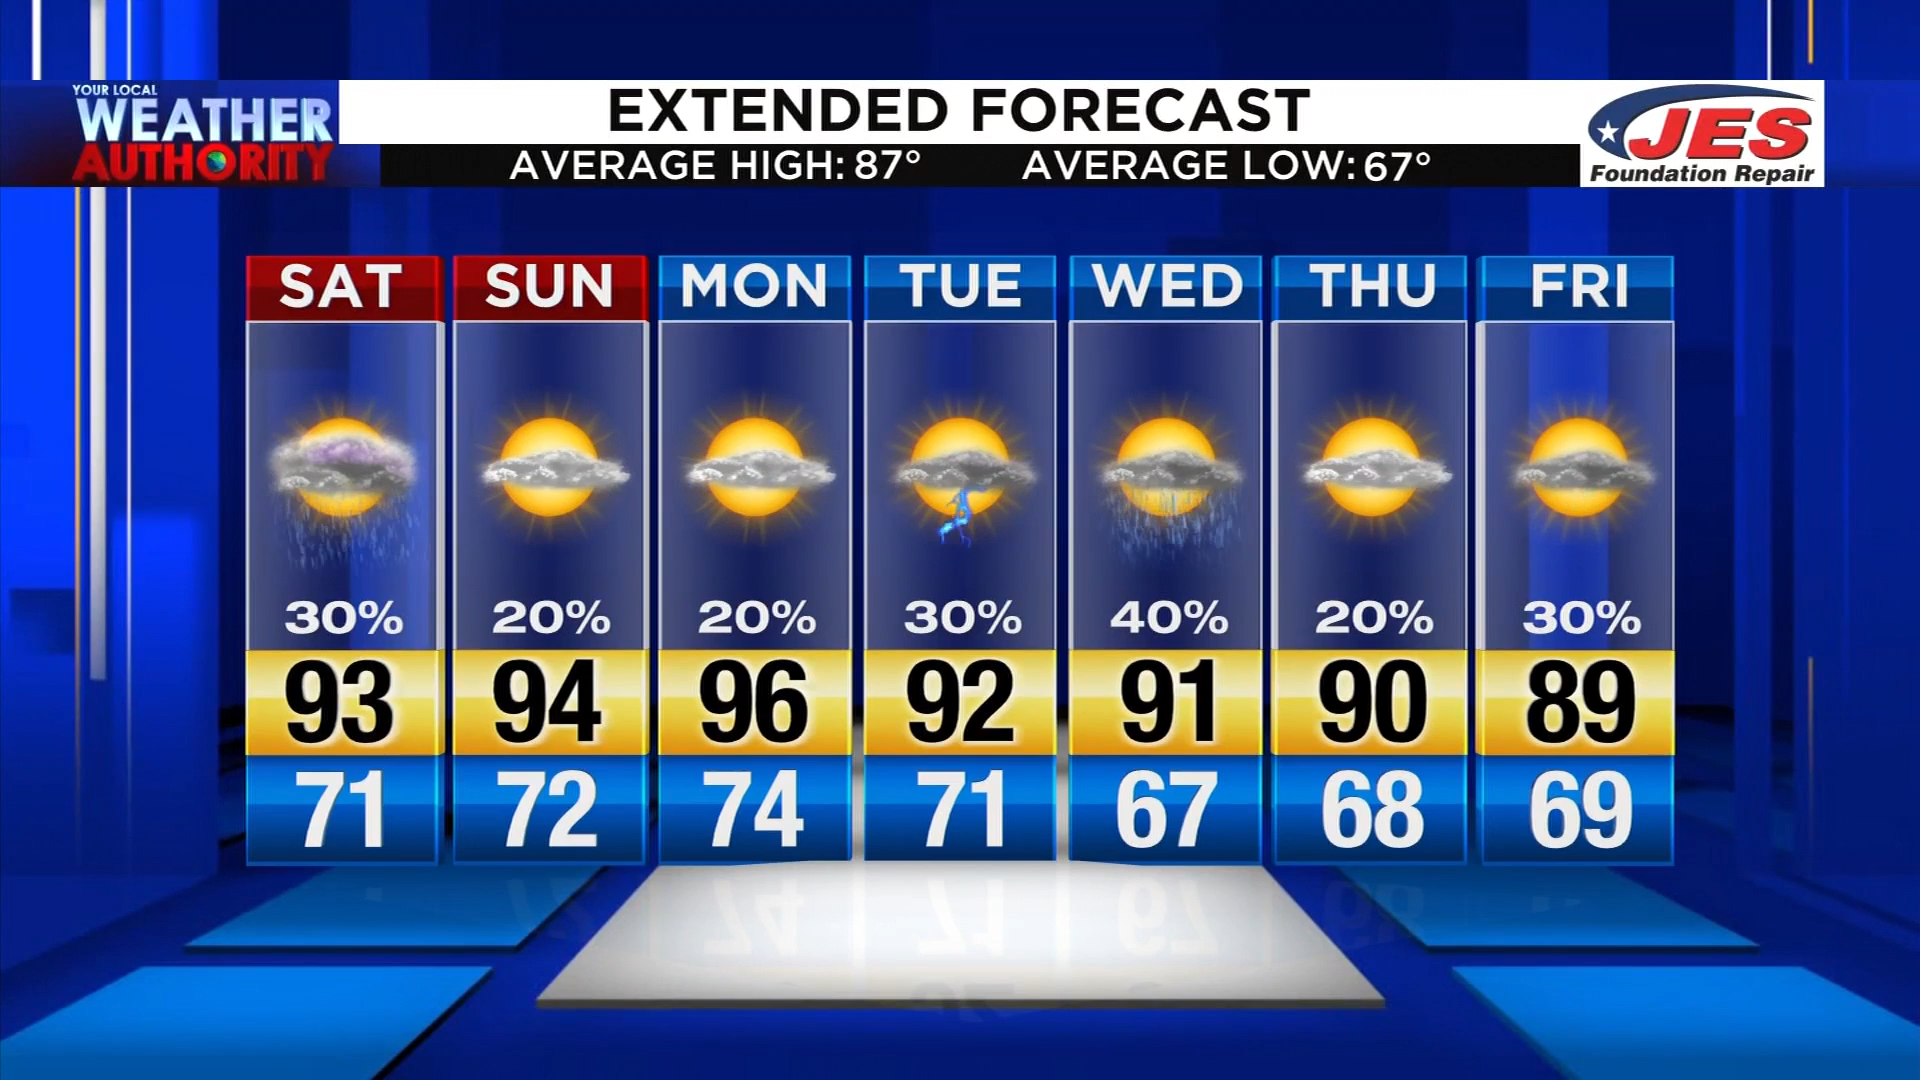 YOUR LOCAL
WEATHER
AUTHORITY
EXTENDED FORECAST
AVERAGE HIGH: 87° AVERAGE LOW: 67°
JES
Foundation Repair
SAT SUN MON TUE WED THU FRI
30% 20% 20% 30% 40% 20% 30%
93 94 96 92 91 90 89
71 72 74 71 67 68 69